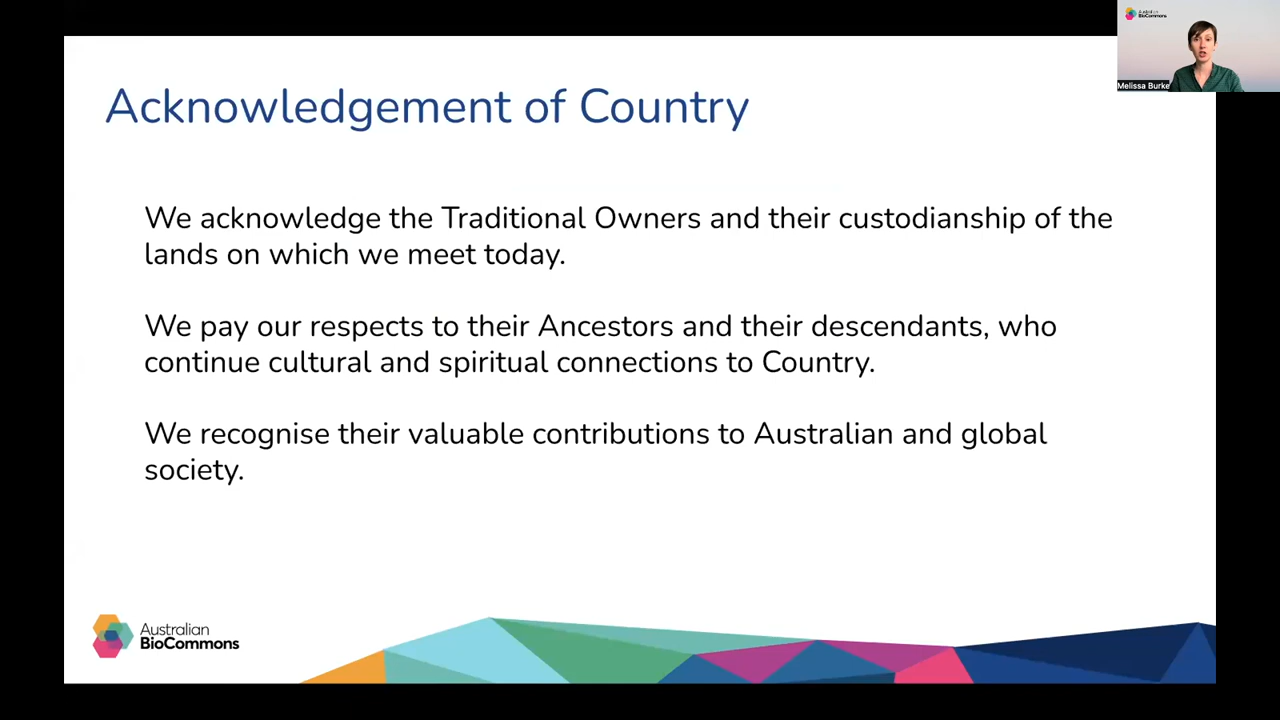 Australian
BioCommons
Melissa Burke
Acknowledgement of Country
We acknowledge the Traditional Owners and their custodianship of the
lands on which we meet today.
We pay our respects to their Ancestors and their descendants, who
continue cultural and spiritual connections to Country.
We recognise their valuable contributions to Australian and global
society.
Australian
BioCommons